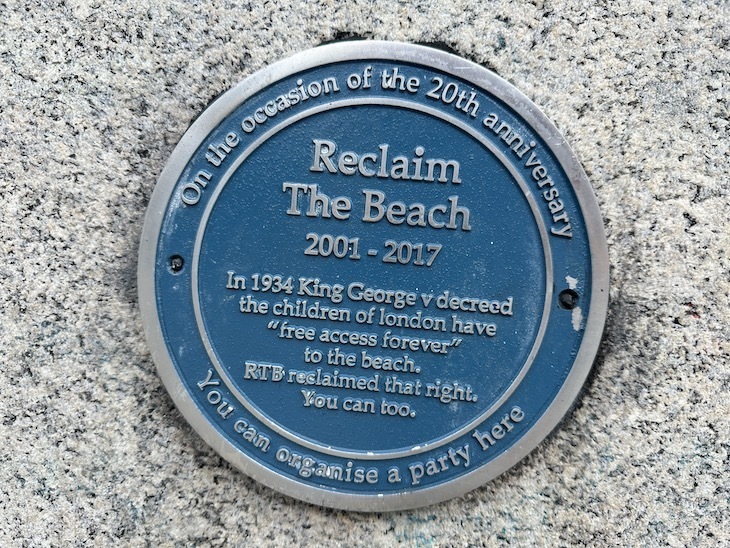 On the occasion of the 20th anniversary
Reclaim
The Beach
2001 - 2017
In 1934 King George v decreed
the children of london have
“free access forever”
to the beach.
RTB reclaimed that right.
You can too.
You can organise a party here